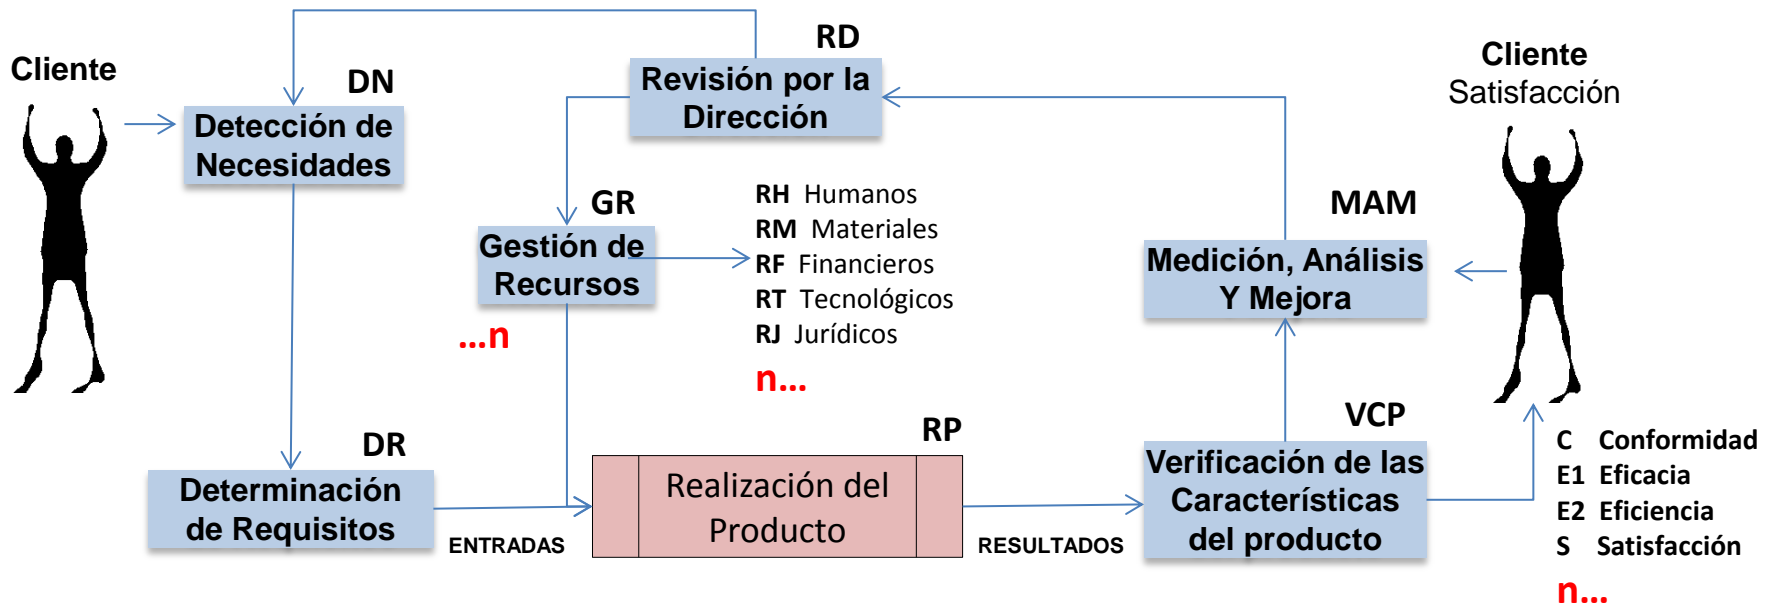 Cliente
DN
Detección de
Necesidades
RD
Revisión por la
Dirección
Cliente
Satisfacción
GR
Gestión de
Recursos
...n
RH Humanos
RM Materiales
RF Financieros
RT Tecnológicos
RJ Jurídicos
n...
MAM
Medición, Análisis
Y Mejora
DR
Determinación
de Requisitos
ENTRADAS
RP
Realización del
Producto
RESULTADOS
VCP
Verificación de las
Características
del producto
C Conformidad
E1 Eficacia
E2 Eficiencia
S Satisfacción
n...